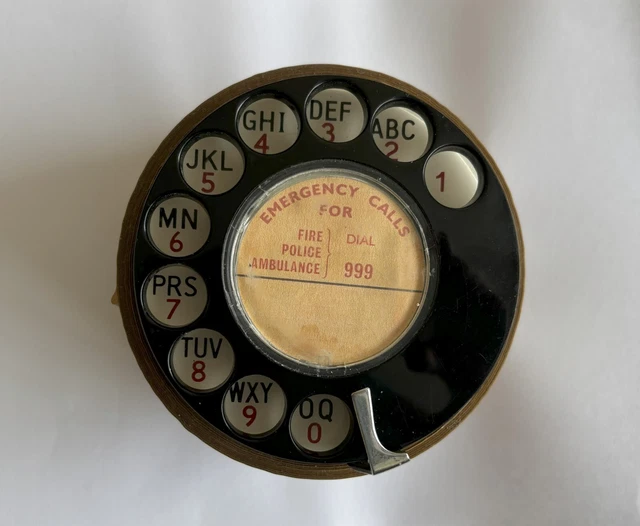 EMERGENCY CALLS
FOR
FIRE
POLICE
AMBULANCE
DIAL
999
1
ABC
2
DEF
3
GHI
4
JKL
5
MN
6
PRS
7
TUV
8
WXY
9
OQ
0